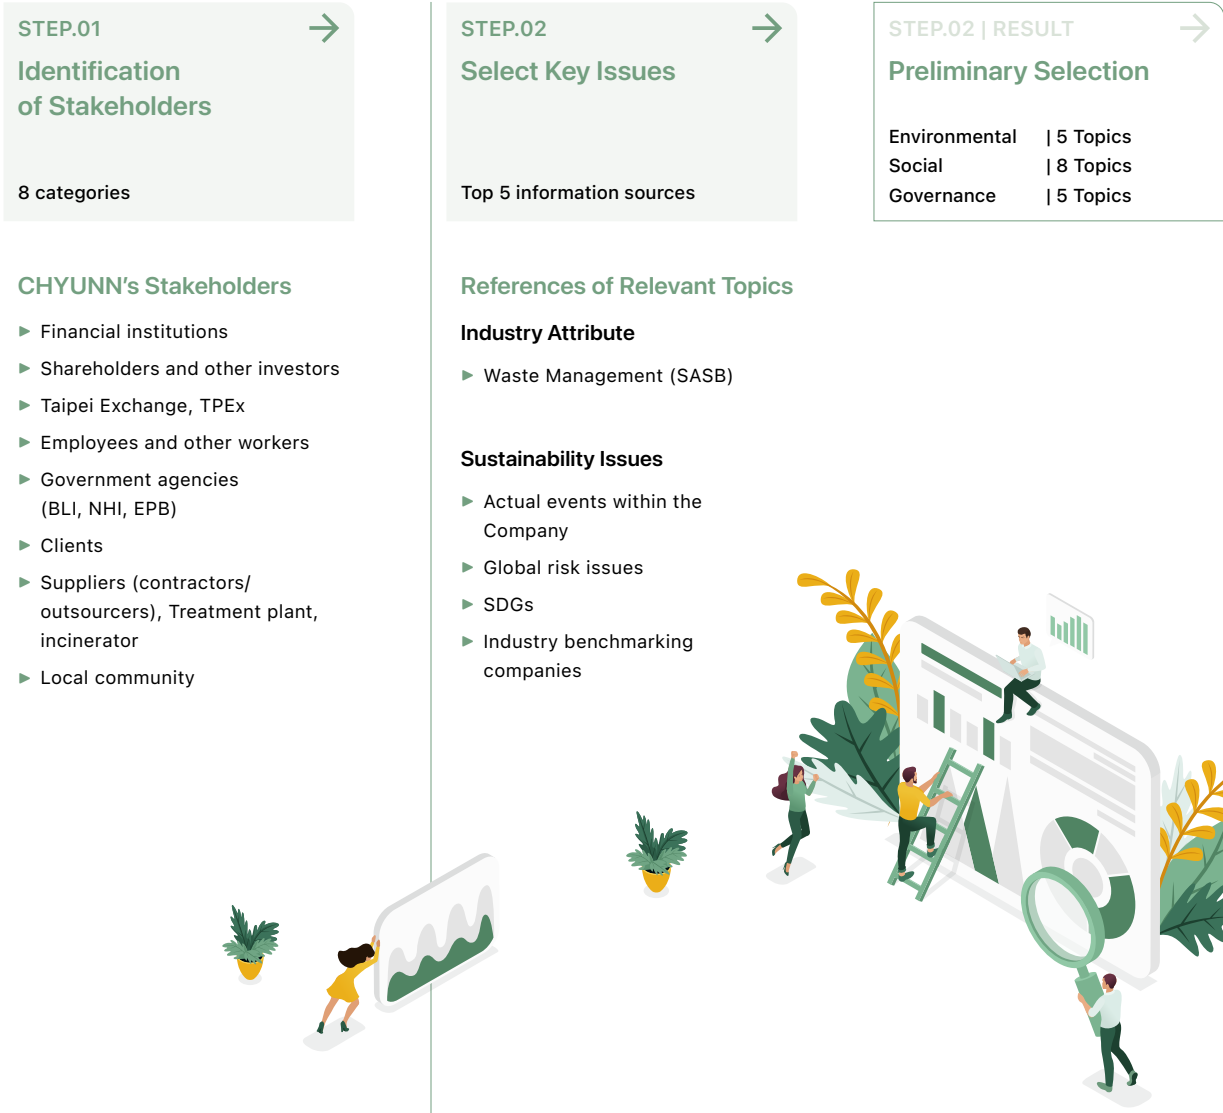 STEP.01
Identification
of Stakeholders
8 categories
CHYUNN's Stakeholders
Financial institutions
Shareholders and other investors
Taipei Exchange, TPEx
Employees and other workers
Government agencies
(BLI, NHI, EPB)
Clients
Suppliers (contractors/
outsourcers), Treatment plant,
incinerator
Local community
STEP.02
Select Key Issues
Top 5 information sources
References of Relevant Topics
Industry Attribute
Waste Management (SASB)
Sustainability Issues
Actual events within the
Company
Global risk issues
SDGs
Industry benchmarking
companies
STEP.02 | RESULT
Preliminary Selection
Environmental | 5 Topics
Social | 8 Topics
Governance | 5 Topics